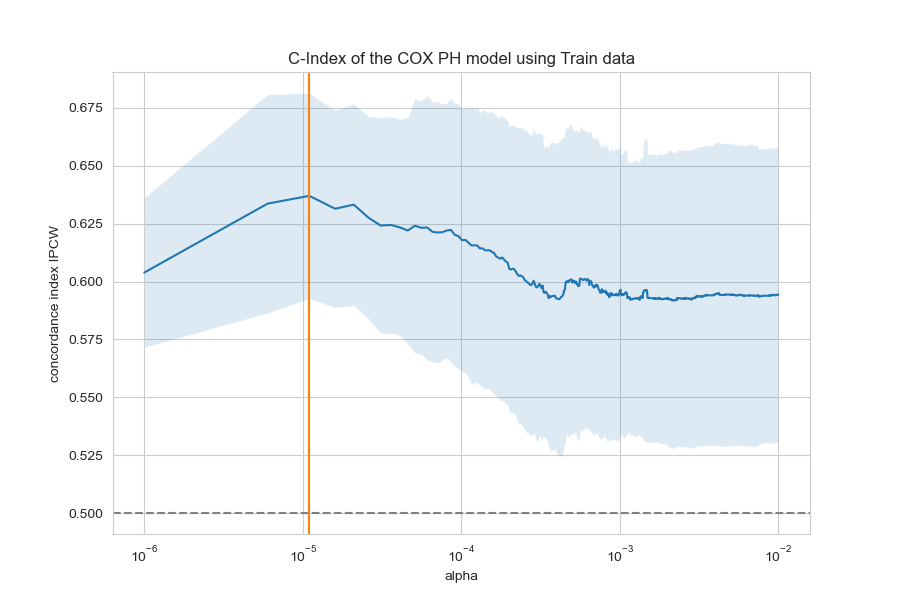 C-Index of the COX PH model using Train data
concordance index IPCW
0.675
0.650
0.625
0.600
0.575
0.550
0.525
0.500
10⁻⁶ 10⁻⁵ 10⁻⁴ 10⁻³ 10⁻²
alpha